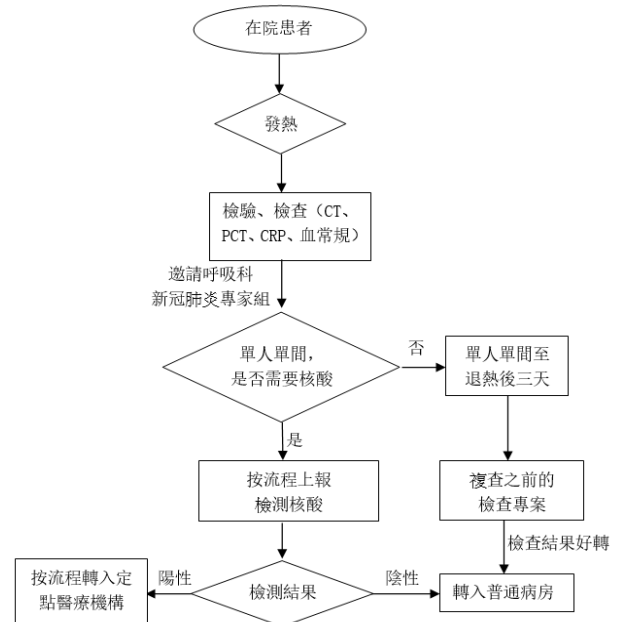 在院患者
發熱
檢驗、檢查（CT、
PCT、CRP、血常規）
邀請呼吸科
新冠肺炎專家組
單人單間，
是否需要核酸
否
單人單間至
退熱後三天
是
按流程上報
檢測核酸
複查之前的
檢查專案
檢查結果好轉
按流程轉入定
點醫療機構
陽性
檢測結果
陰性
轉入普通病房